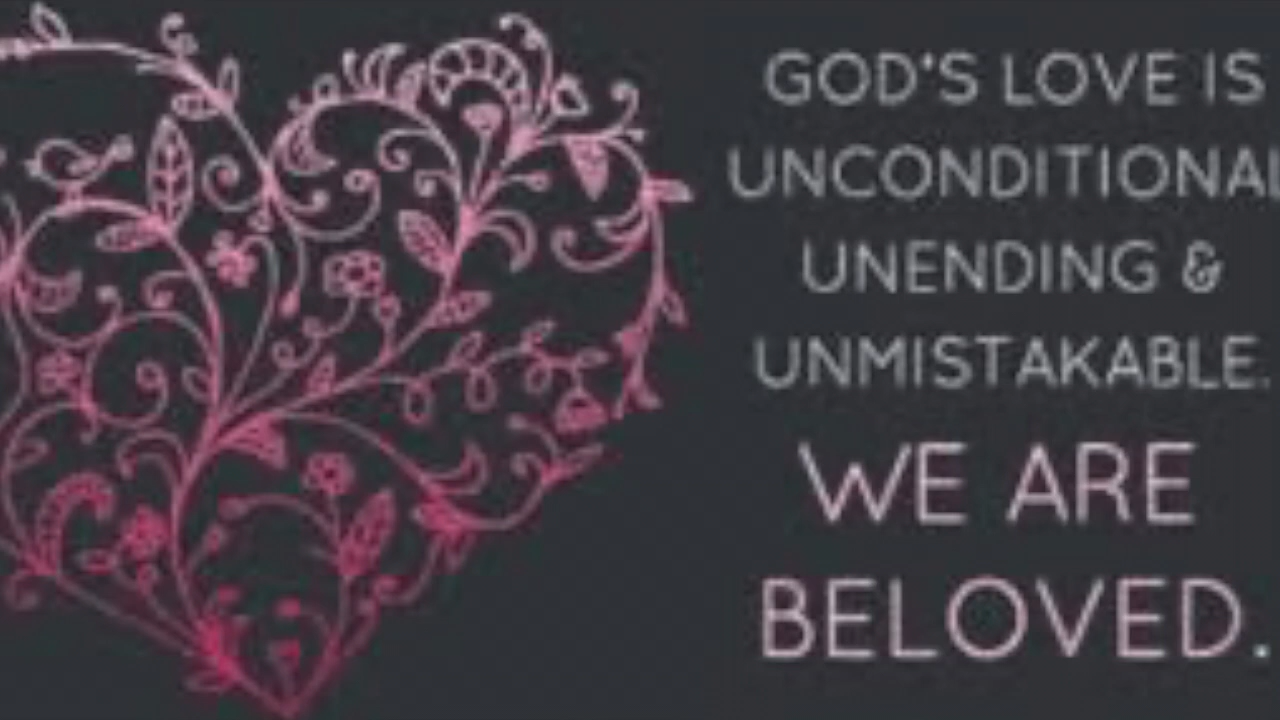 GOD'S LOVE IS
UNCONDITIONAL
UNENDING &
UNMISTAKABLE.
WE ARE
BELOVED.